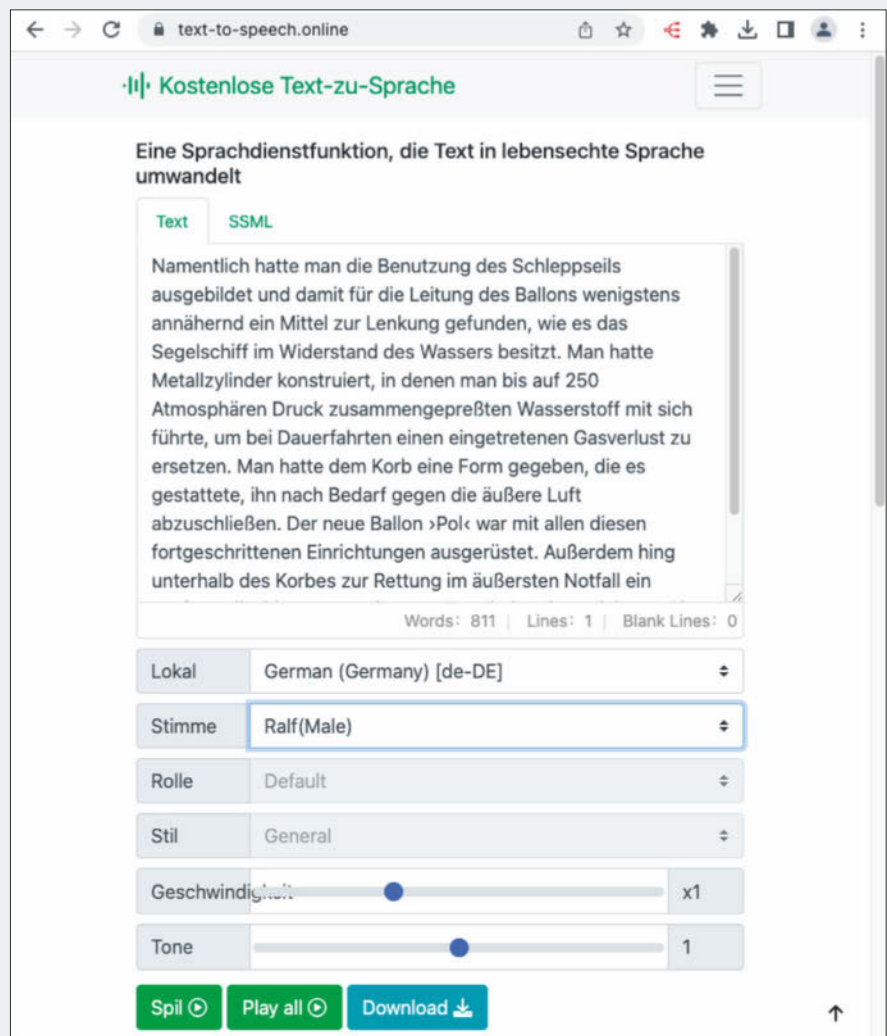 text-to-speech.online
Kostenlose Text-zu-Sprache
Eine Sprachdienstfunktion, die Text in lebensechte Sprache
umwandelt
Text SSML
Namentlich hatte man die Benutzung des Schleppseils
ausgebildet und damit für die Leitung des Ballons wenigstens
annähernd ein Mittel zur Lenkung gefunden, wie es das
Segelschiff im Widerstand des Wassers besitzt. Man hatte
Metallzylinder konstruiert, in denen man bis auf 250
Atmosphären Druck zusammengepreßten Wasserstoff mit sich
führte, um bei Dauerfahrten einen eingetretenen Gasverlust zu
ersetzen. Man hatte dem Korb eine Form gegeben, die es
gestattete, ihn nach Bedarf gegen die äußere Luft
abzuschließen. Der neue Ballon ›Pol‹ war mit allen diesen
fortgeschrittenen Einrichtungen ausgerüstet. Außerdem hing
unterhalb des Korbes zur Rettung im äußersten Notfall ein
Words: 811 | Lines: 1 | Blank Lines: 0
Lokal German (Germany) [de-DE]
Stimme Ralf(Male)
Rolle Default
Stil General
Geschwindigkeit x1
Tone 1
Spil Play all Download